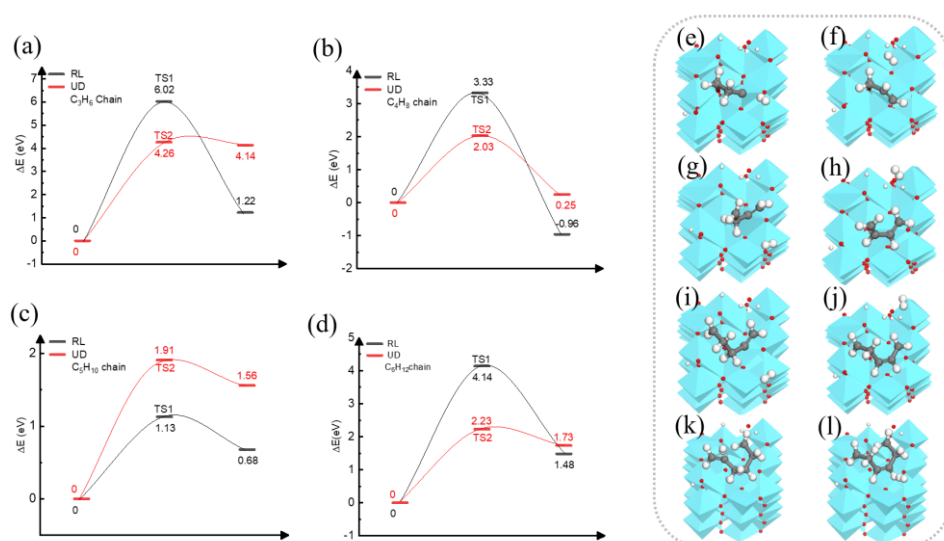 (a)
RL
UD
C3H6 Chain
ΔE (eV)
7
6
5
4
3
2
1
0
-1
TS1
6.02
TS2
4.26
4.14
1.22
0
0
(b)
RL
UD
C4H8 Chain
ΔE (eV)
4
3
2
1
0
-1
-2
3.33
TS1
TS2
2.03
0.25
-0.96
0
0
(c)
RL
UD
C5H10 chain
ΔE (eV)
2
1
0
1.91
TS2
1.56
TS1
1.13
0.68
0
0
(d)
RL
UD
C6H12chain
ΔE(eV)
5
4
3
2
1
0
-1
TS1
4.14
2.23
TS2
1.73
1.48
0
0
(e)
(f)
(g)
(h)
(i)
(j)
(k)
(l)